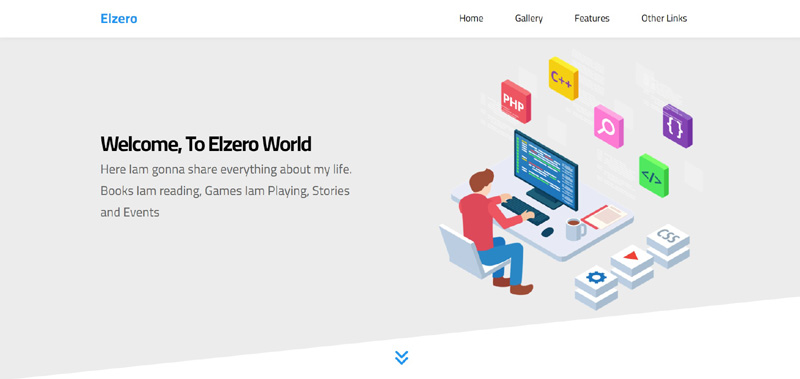 Elzero
Home Gallery Features Other Links
Welcome, To Elzero World
Here Iam gonna share everything about my life.
Books Iam reading, Games Iam Playing, Stories
and Events
C++
PHP
{ }
</>
CSS